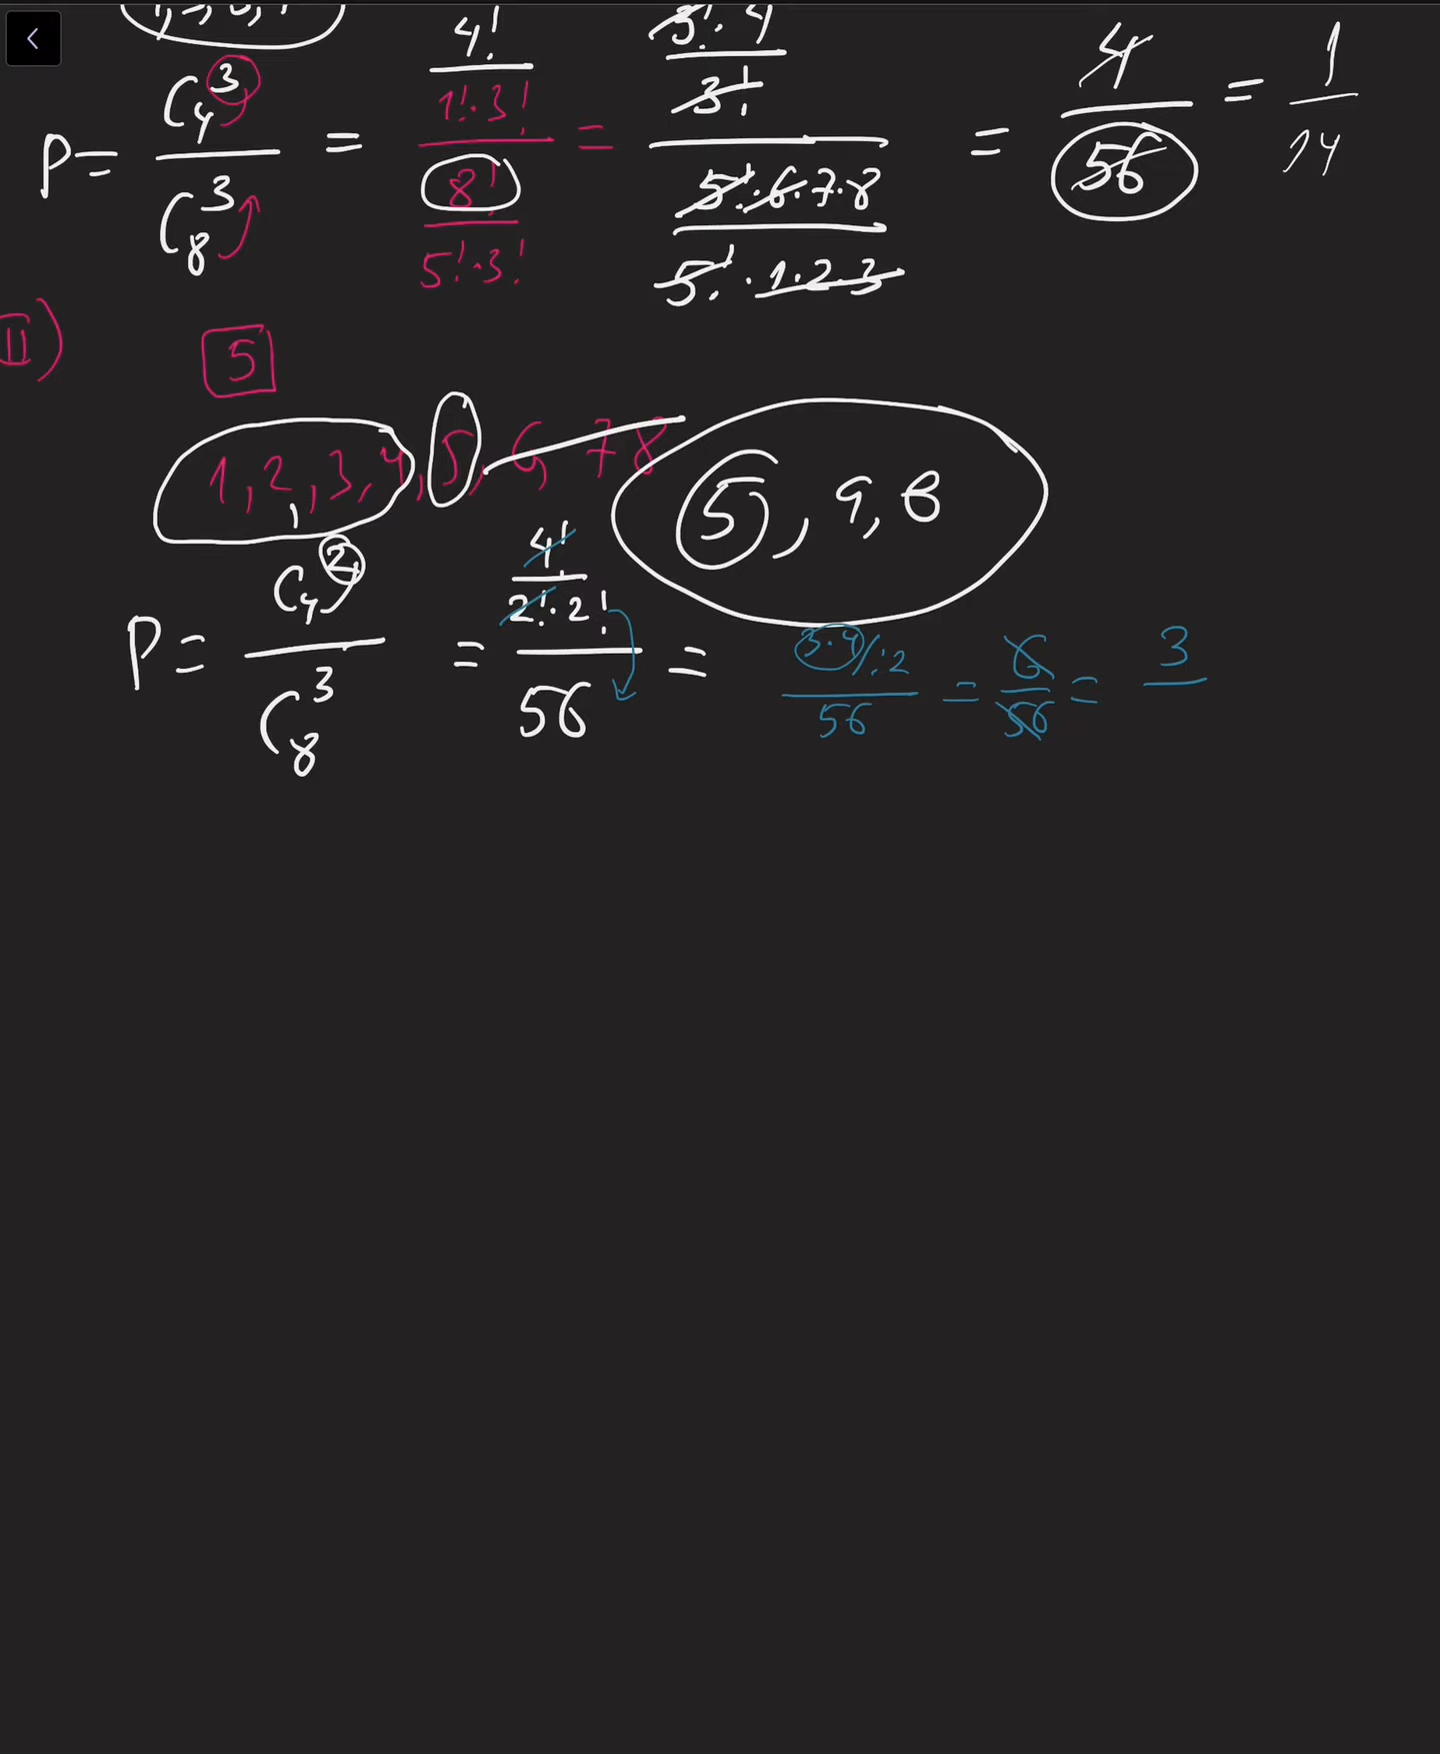 P = C₄³ / C₈³ = (4! / (1! · 3!)) / (8! / (5! · 3!)) = (3! · 4 / 3!) / (5! · 6 · 7 · 8 / (5! · 1 · 2 · 3)) = 4 / 56 = 1 / 14
II) 5
1, 2, 3, 4, 5, 6, 7 8
5, 9, 8
P = C₄² / C₈³ = (4! / (2! · 2!)) / 56 = (3 · 4 / : 2) / 56 = 6 / 56 = 3